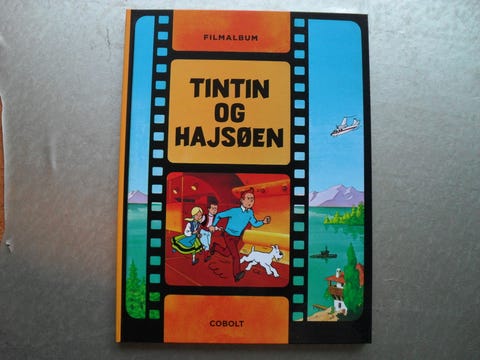 FILMALBUM
TINTIN
OG
HAJSØEN
COBOLT